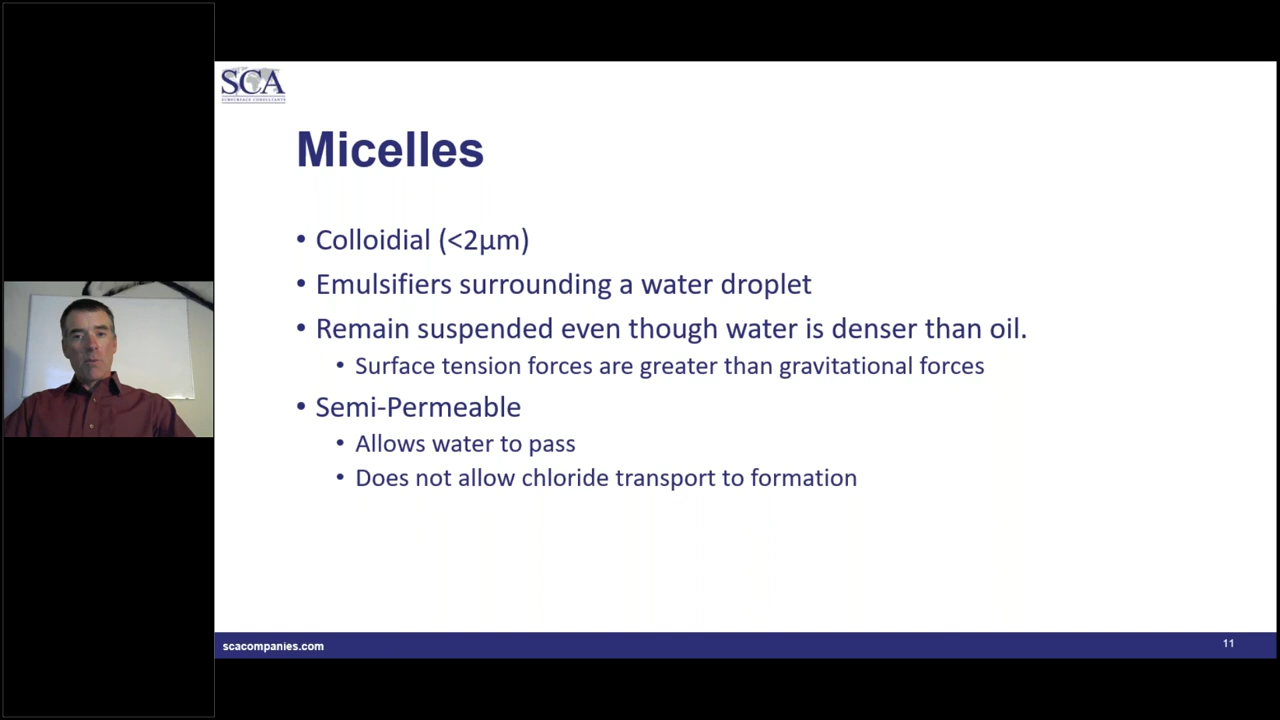 SCA
SUBSURFACE CONSULTANTS
Micelles
• Colloidial (<2µm)
• Emulsifiers surrounding a water droplet
• Remain suspended even though water is denser than oil.
• Surface tension forces are greater than gravitational forces
• Semi-Permeable
• Allows water to pass
• Does not allow chloride transport to formation
scacompanies.com
11